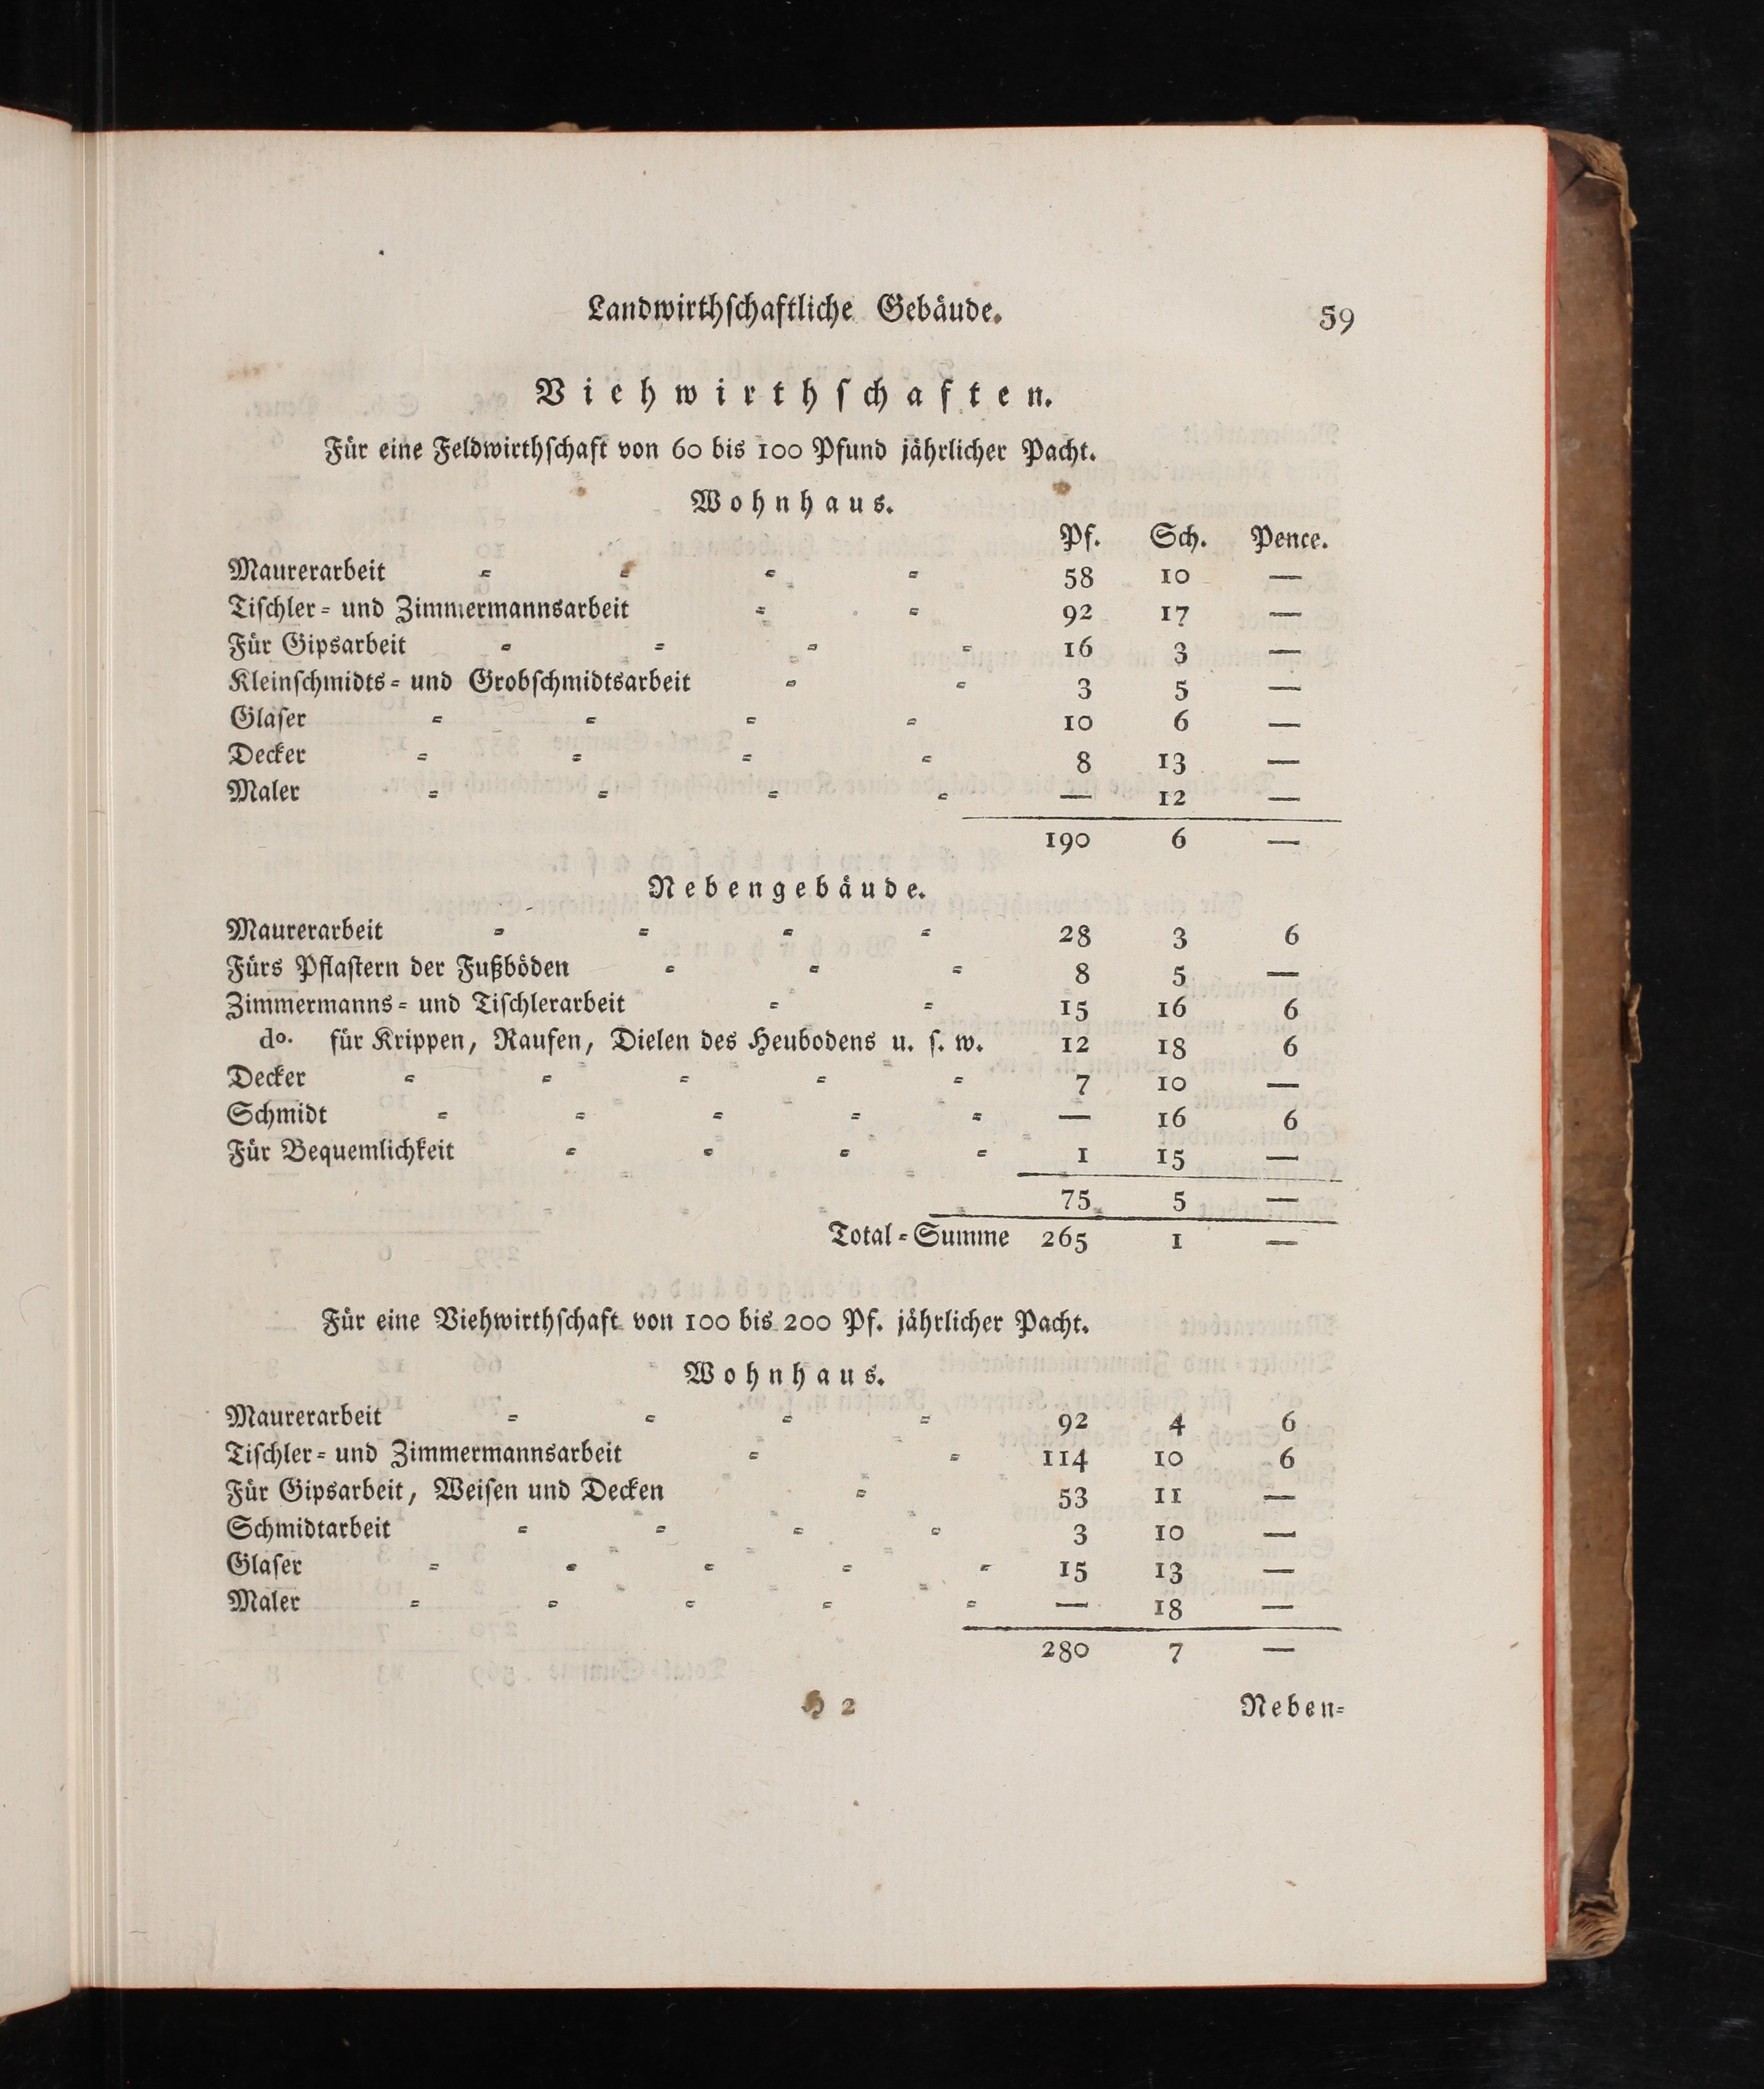 Landwirthſchaftliche Gebäude. 59
Viehwirthſchaften.
Für eine Feldwirthſchaft von 60 bis 100 Pfund jährlicher Pacht.
Wohnhaus.
Pf. Sch. Pence.
Maurerarbeit = = = = 58 10 —
Tiſchler= und Zimmermannsarbeit = = 92 17 —
Für Gipsarbeit = = = = 16 3 —
Kleinſchmidts= und Grobſchmidtsarbeit = = 3 5 —
Glaſer = = = = 10 6 —
Decker = = = = 8 13 —
Maler = = = = — 12 —
190 6 —
Nebengebäude.
Maurerarbeit = = = = 28 3 6
Fürs Pflaſtern der Fußböden = = = 8 5 —
Zimmermanns= und Tiſchlerarbeit = = 15 16 6
do. für Krippen, Raufen, Dielen des Heubodens u. ſ. w. 12 18 6
Decker = = = = = 7 10 —
Schmidt = = = = = — 16 6
Für Bequemlichkeit = = = = 1 15 —
75 5 —
Total=Summe 265 1 —
Für eine Viehwirthſchaft von 100 bis 200 Pf. jährlicher Pacht.
Wohnhaus.
Maurerarbeit = = = = 92 4 6
Tiſchler= und Zimmermannsarbeit = = 114 10 6
Für Gipsarbeit, Weiſen und Decken = 53 11 —
Schmidtarbeit = = = = 3 10 —
Glaſer = = = = = 15 13 —
Maler = = = = = — 18 —
280 7 —
H 2 Neben=